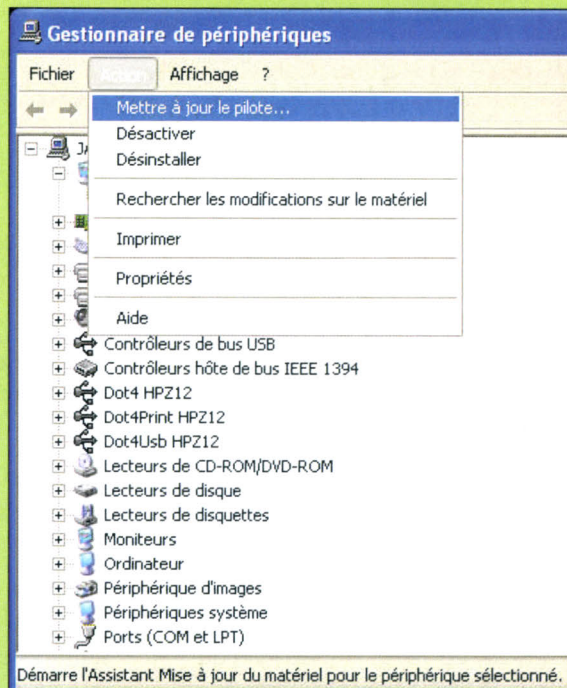 Gestionnaire de périphériques
Fichier Action Affichage ?
Mettre à jour le pilote...
Désactiver
Désinstaller
Rechercher les modifications sur le matériel
Imprimer
Propriétés
Aide
Contrôleurs de bus USB
Contrôleurs hôte de bus IEEE 1394
Dot4 HPZ12
Dot4Print HPZ12
Dot4Usb HPZ12
Lecteurs de CD-ROM/DVD-ROM
Lecteurs de disque
Lecteurs de disquettes
Moniteurs
Ordinateur
Périphérique d'images
Périphériques système
Ports (COM et LPT)
Démarre l'Assistant Mise à jour du matériel pour le périphérique sélectionné.